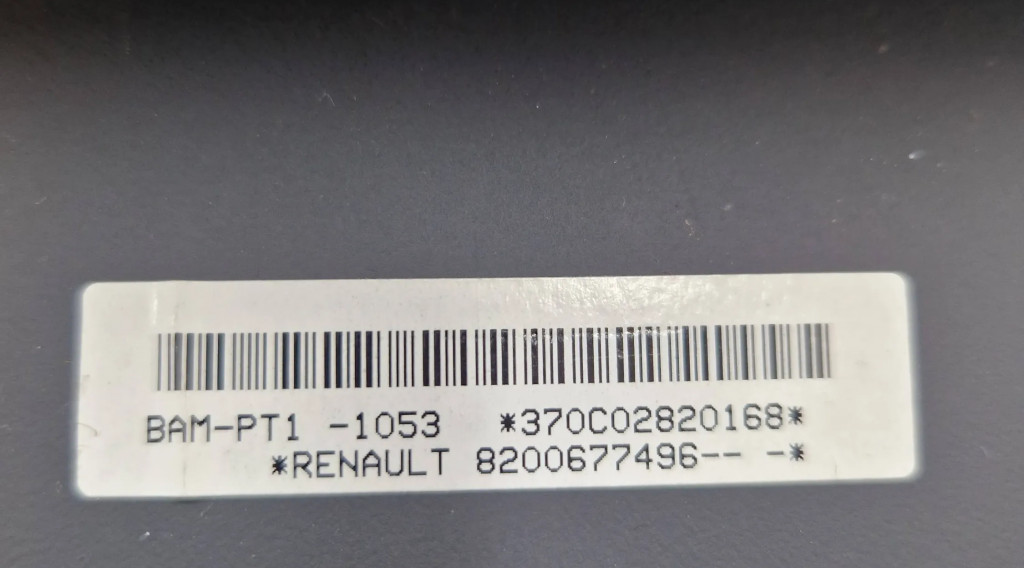 BAM-PT1 -1053 *370C02820168*
*RENAULT 8200677496-- -*